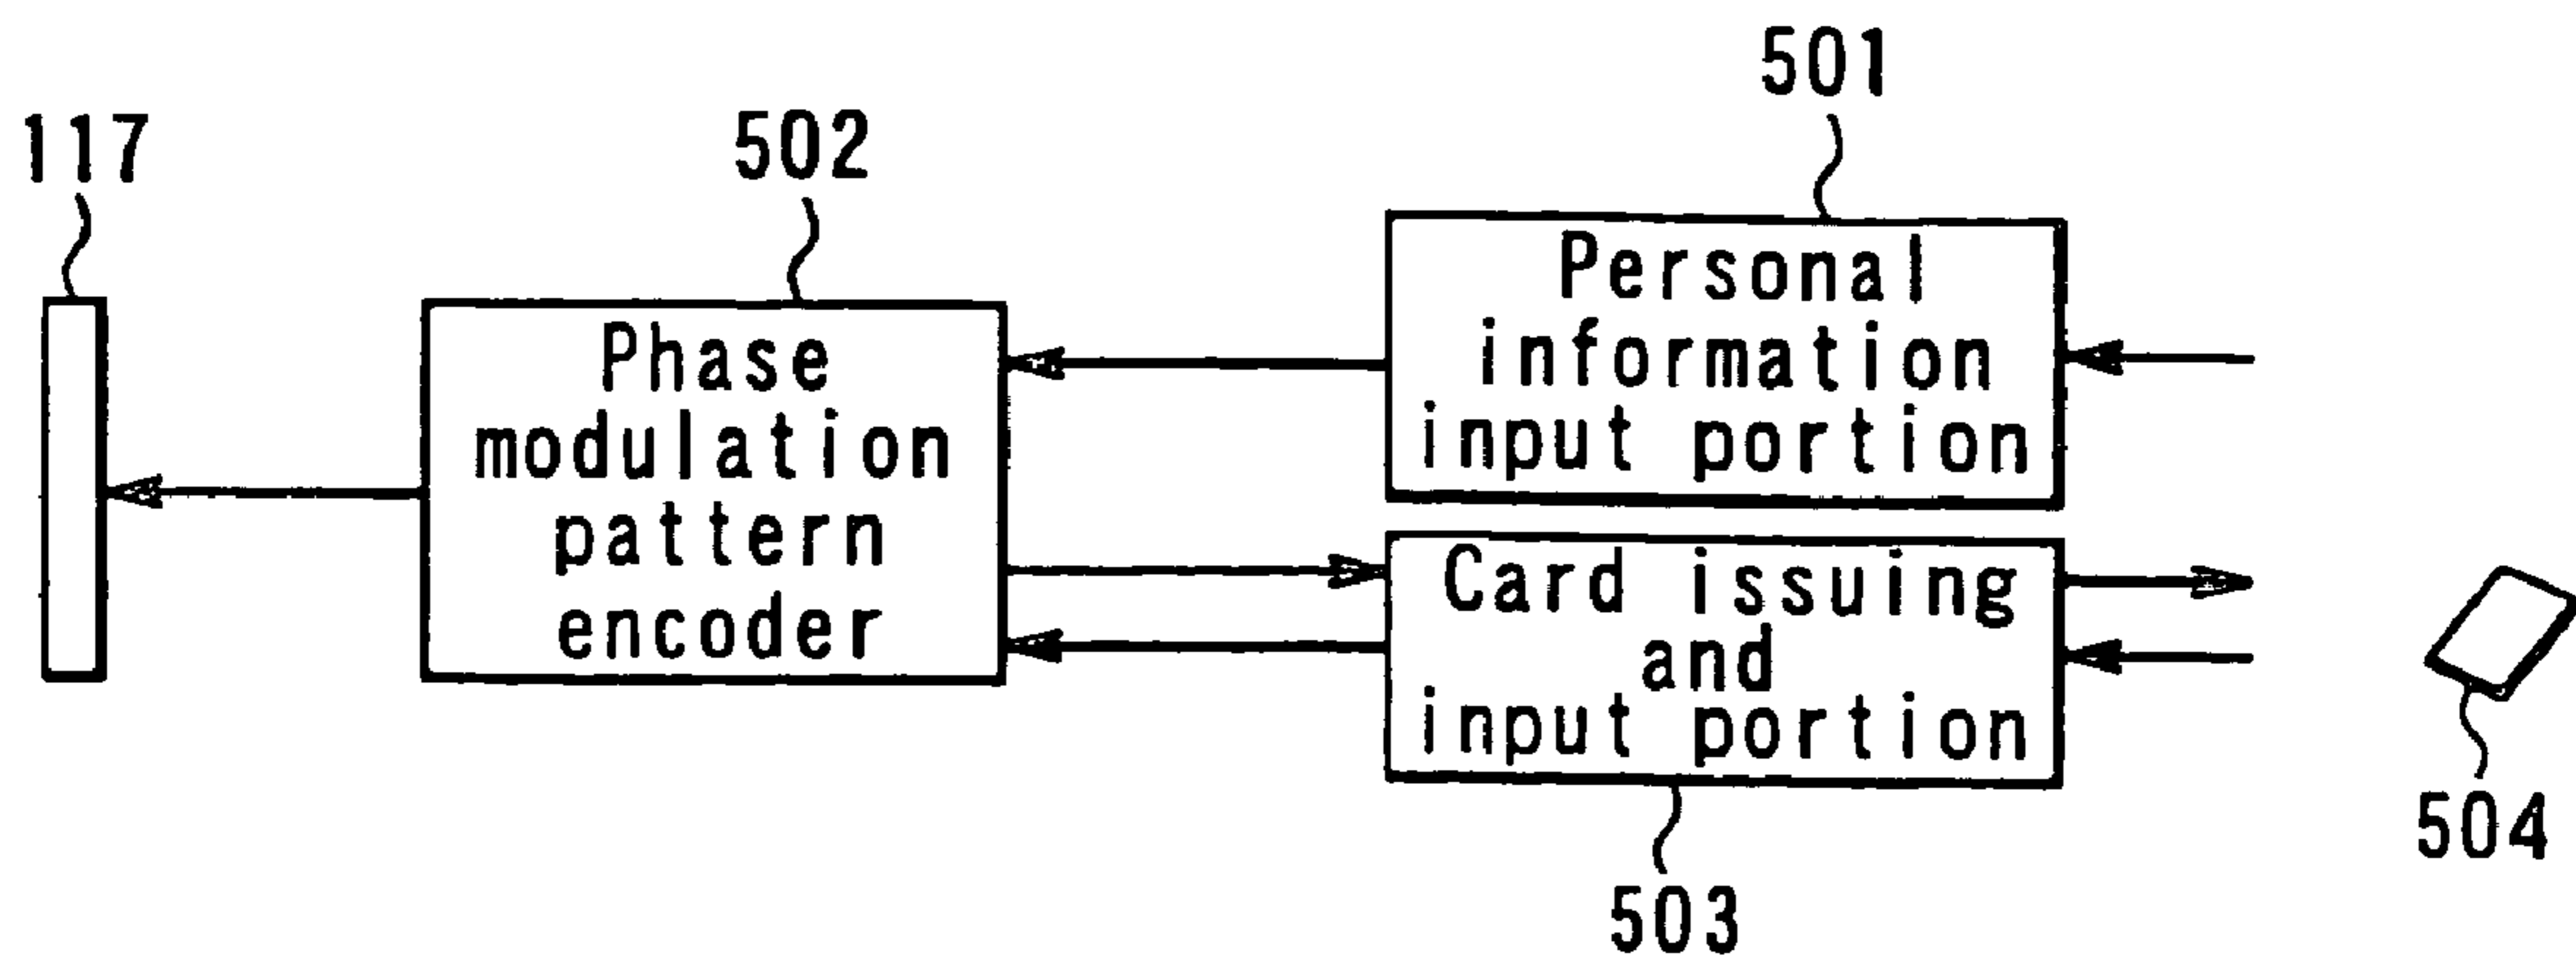 501
502
117
Personal
information
input portion
Phase
modulation
pattern
encoder
Card issuing
and
input portion
504
503